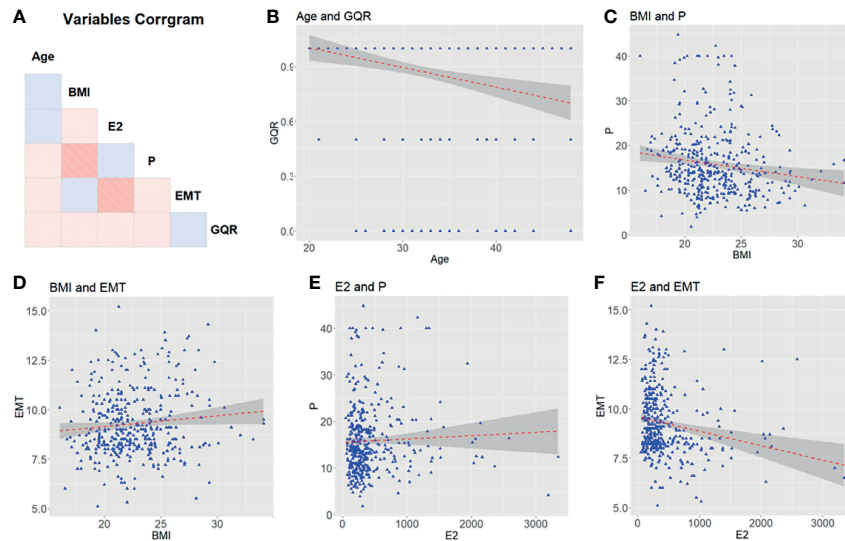 A
Variables Corrgram
Age
BMI
E2
P
EMT
GQR
B
Age and GQR
GQR
0.9
0.6
0.3
0.0
20
30
40
Age
C
BMI and P
P
40
30
20
10
0
20
25
30
BMI
D
BMI and EMT
EMT
15.0
12.5
10.0
7.5
5.0
20
25
30
BMI
E
E2 and P
P
40
30
20
10
0
0
1000
2000
3000
E2
F
E2 and EMT
EMT
15.0
12.5
10.0
7.5
5.0
0
1000
2000
3000
E2